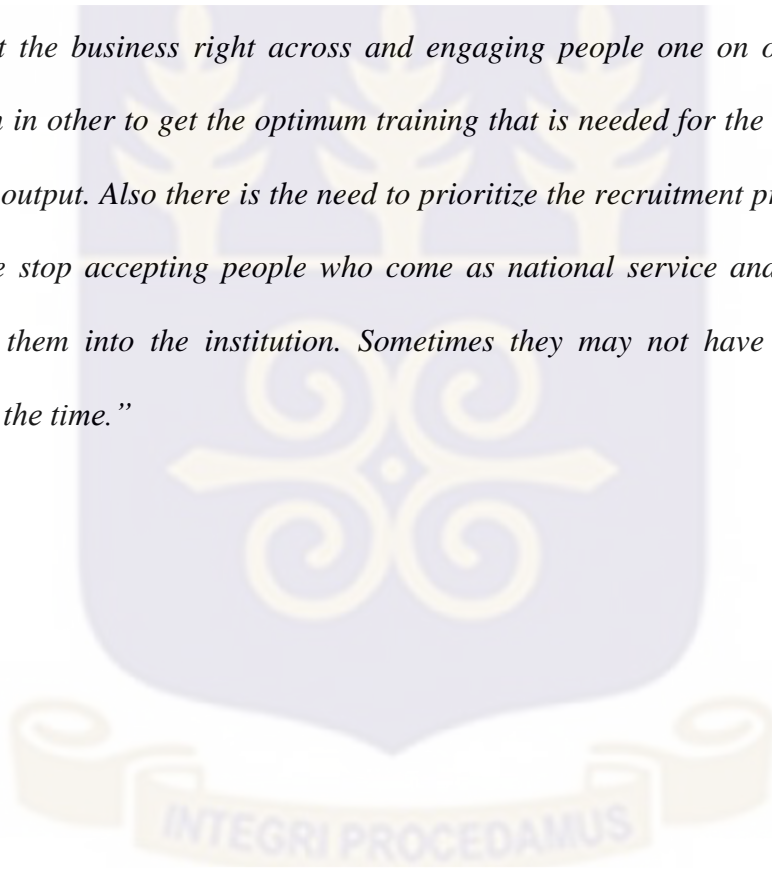 t the business right across and engaging people one on o
n in other to get the optimum training that is needed for the
output. Also there is the need to prioritize the recruitment p
e stop accepting people who come as national service and
them into the institution. Sometimes they may not have
the time.”
INTEGRI PROCEDAMUS